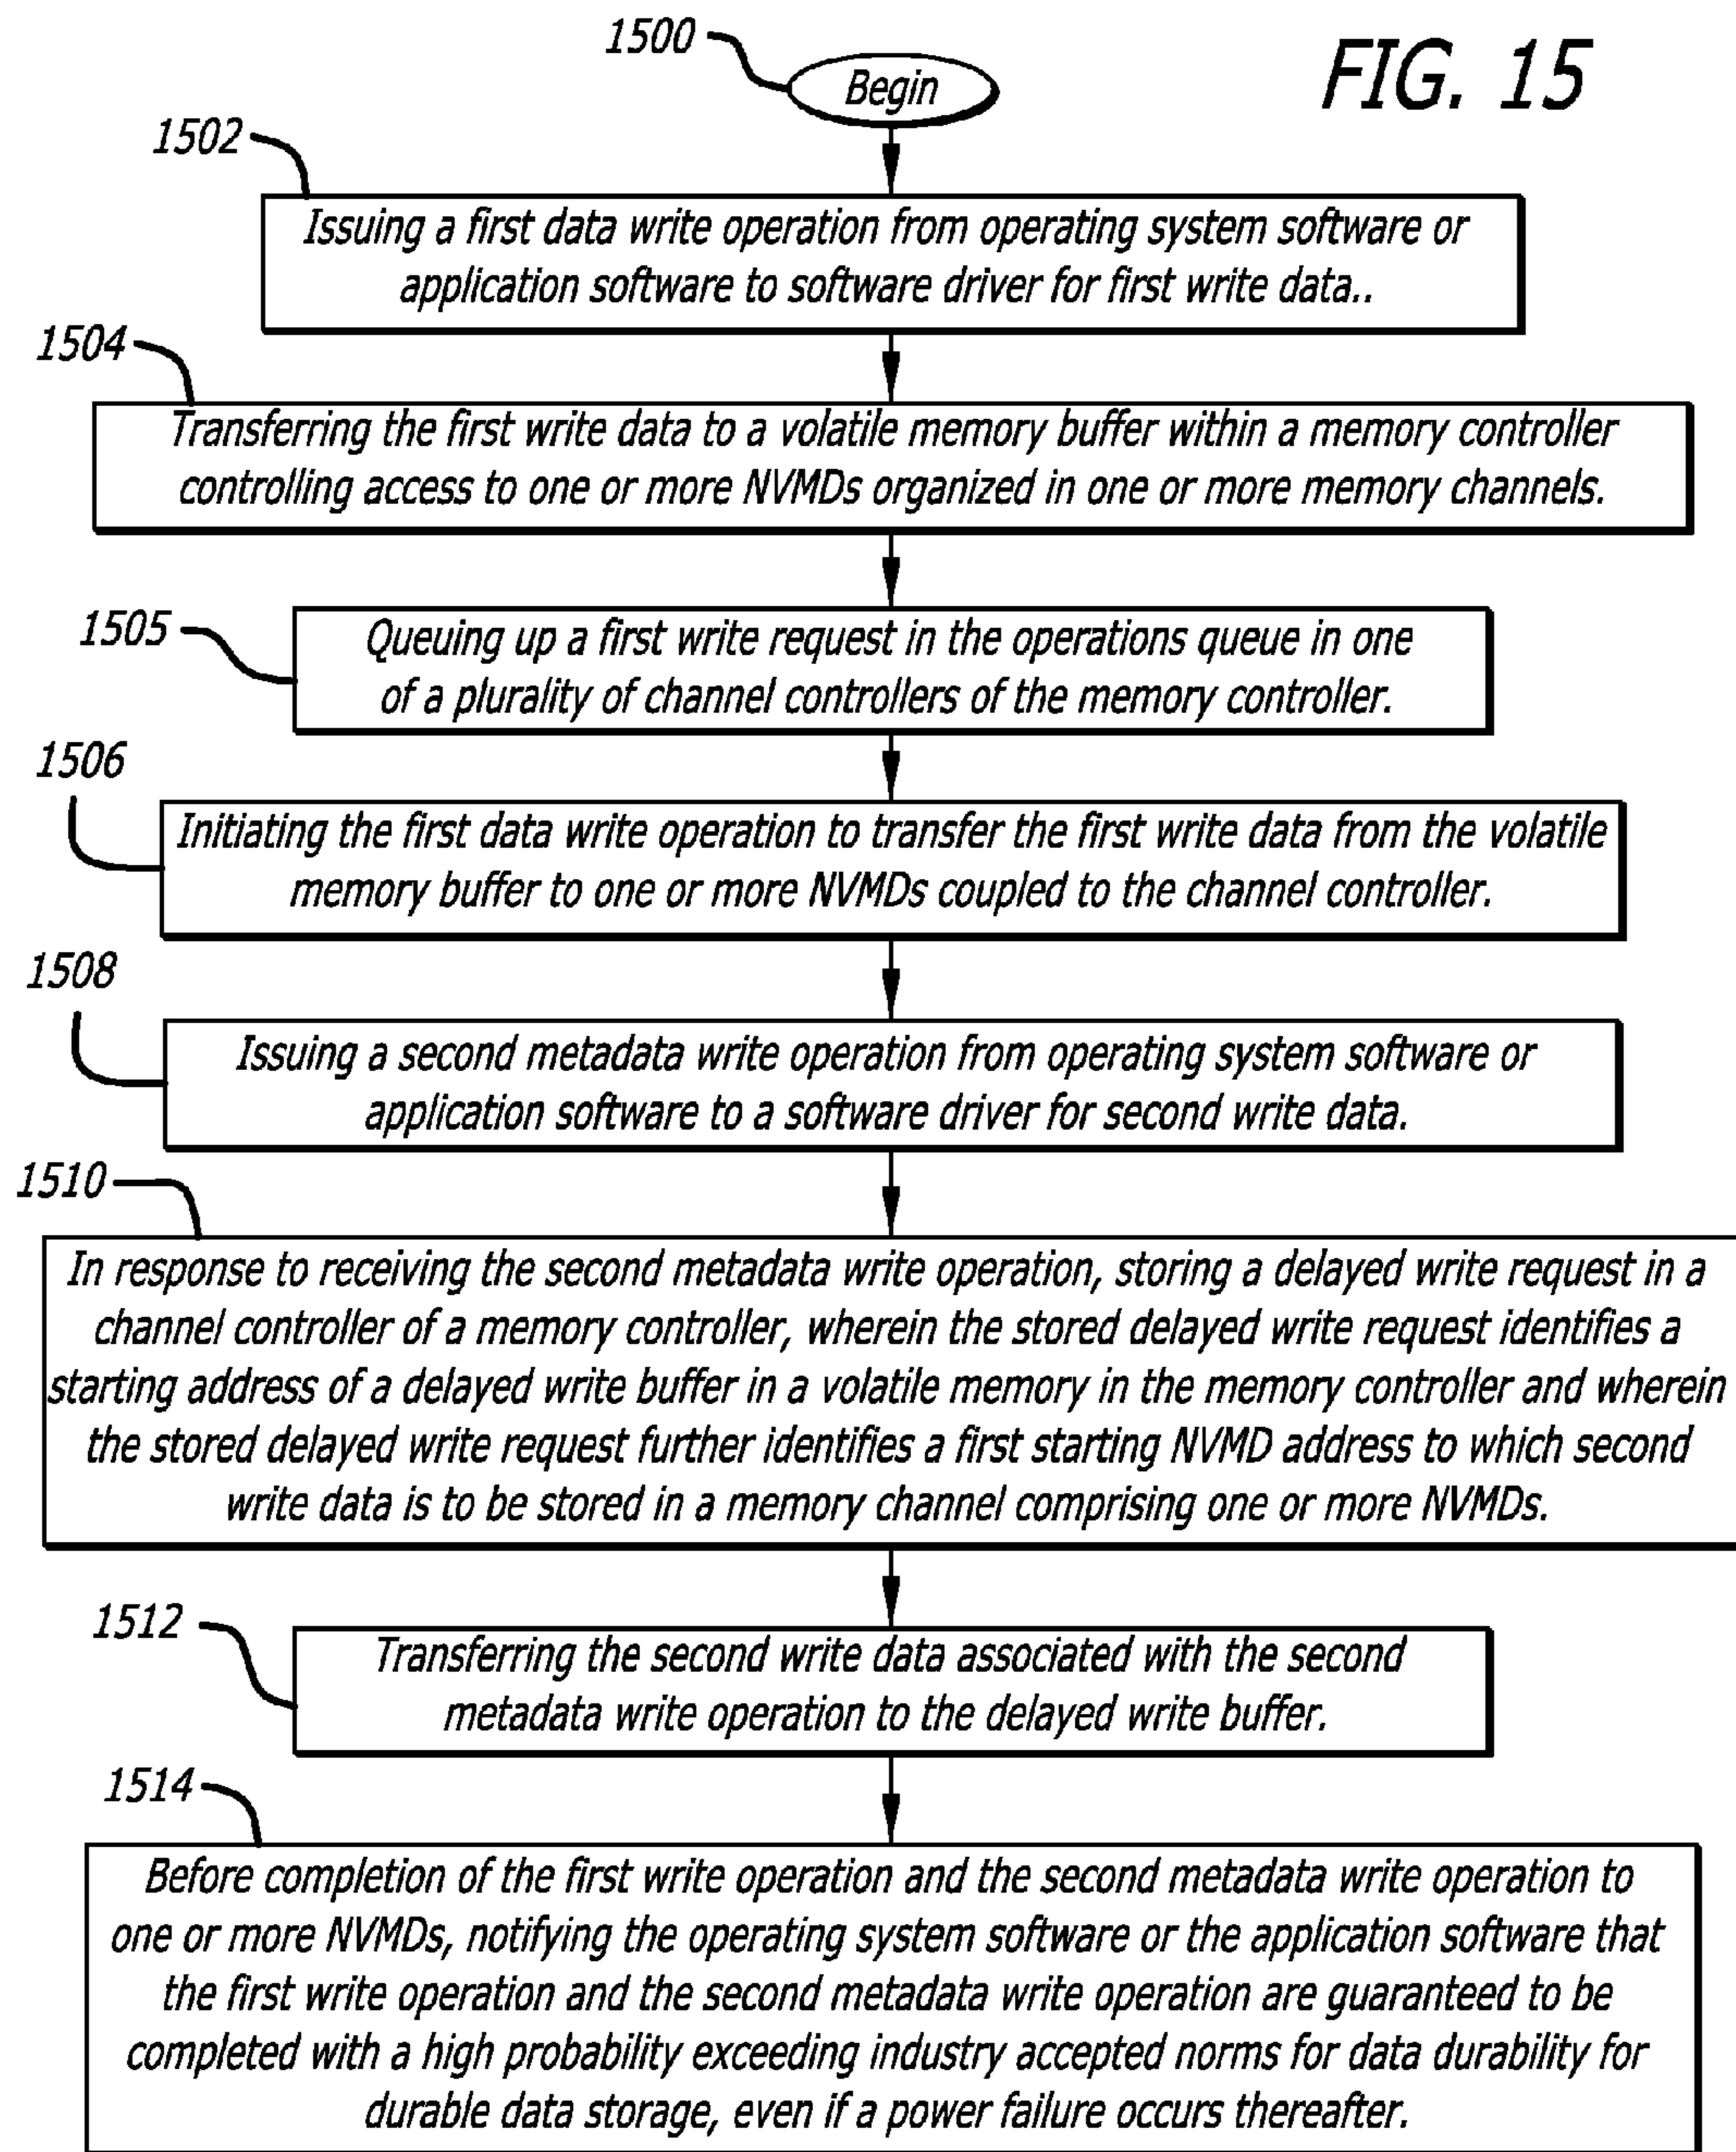 1500
Begin
FIG. 15
1502
Issuing a first data write operation from operating system software or
application software to software driver for first write data..
1504
Transferring the first write data to a volatile memory buffer within a memory controller
controlling access to one or more NVMDs organized in one or more memory channels.
1505
Queuing up a first write request in the operations queue in one
of a plurality of channel controllers of the memory controller.
1506
Initiating the first data write operation to transfer the first write data from the volatile
memory buffer to one or more NVMDs coupled to the channel controller.
1508
Issuing a second metadata write operation from operating system software or
application software to a software driver for second write data.
1510
In response to receiving the second metadata write operation, storing a delayed write request in a
channel controller of a memory controller, wherein the stored delayed write request identifies a
starting address of a delayed write buffer in a volatile memory in the memory controller and wherein
the stored delayed write request further identifies a first starting NVMD address to which second
write data is to be stored in a memory channel comprising one or more NVMDs.
1512
Transferring the second write data associated with the second
metadata write operation to the delayed write buffer.
1514
Before completion of the first write operation and the second metadata write operation to
one or more NVMDs, notifying the operating system software or the application software that
the first write operation and the second metadata write operation are guaranteed to be
completed with a high probability exceeding industry accepted norms for data durability for
durable data storage, even if a power failure occurs thereafter.